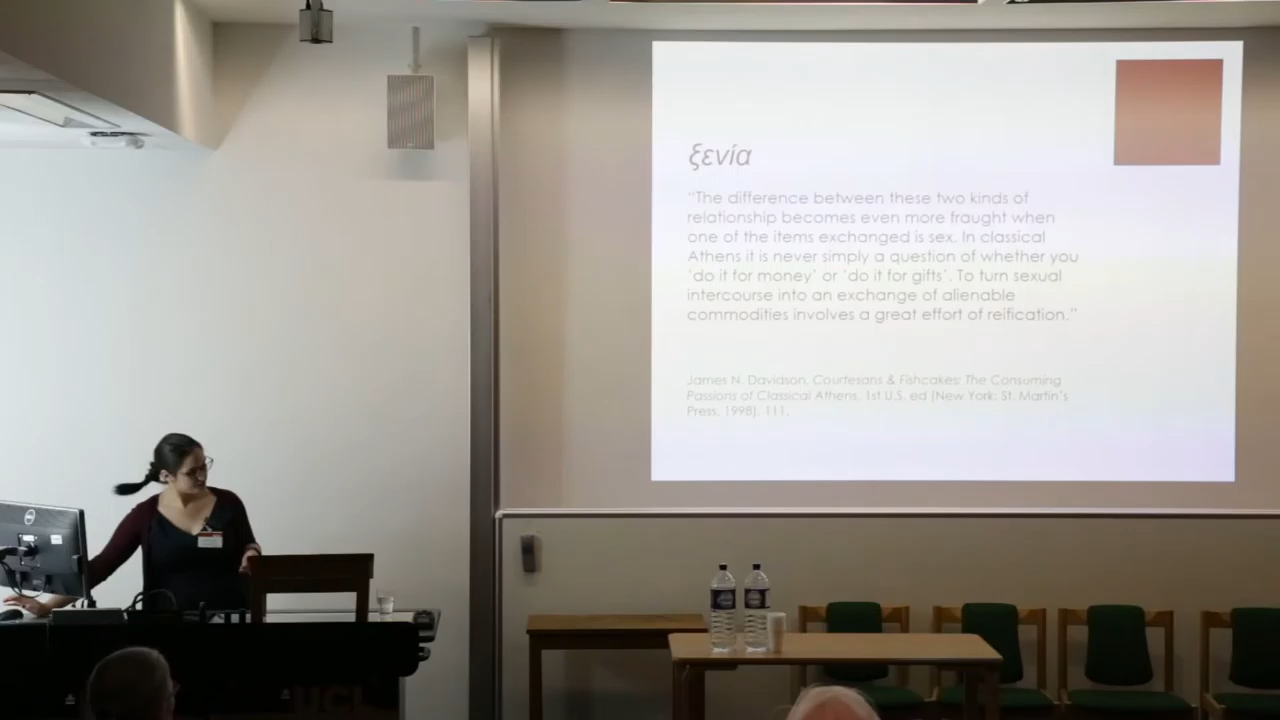 ξενία
“The difference between these two kinds of
relationship becomes even more fraught when
one of the items exchanged is sex. In classical
Athens it is never simply a question of whether you
‘do it for money’ or ‘do it for gifts’. To turn sexual
intercourse into an exchange of alienable
commodities involves a great effort of reification.”
James N. Davidson, Courtesans & Fishcakes: The Consuming
Passions of Classical Athens, 1st U.S. ed (New York: St. Martin’s
Press, 1998), 111.
DELL
UCL